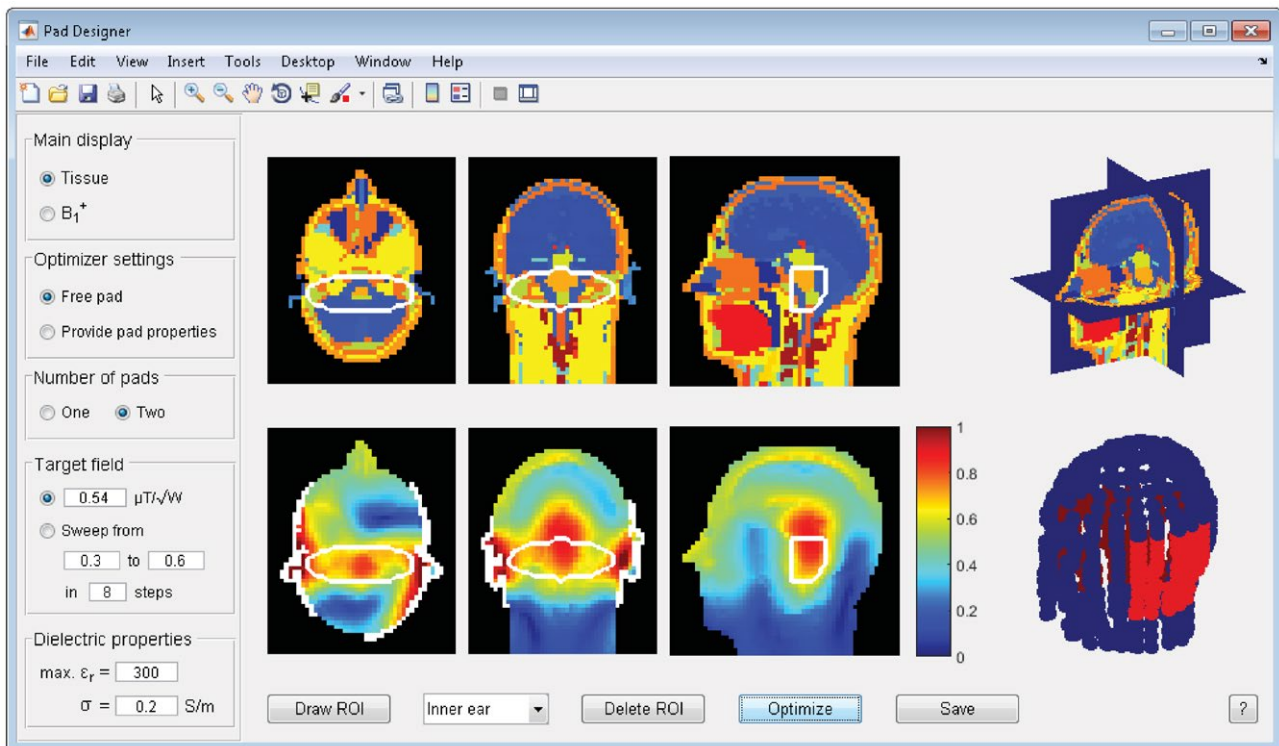 Pad Designer
File Edit View Insert Tools Desktop Window Help
Main display
Tissue
B₁⁺
Optimizer settings
Free pad
Provide pad properties
Number of pads
One Two
Target field
0.54 µT/√W
Sweep from
0.3 to 0.6
in 8 steps
Dielectric properties
max. εᵣ = 300
σ = 0.2 S/m
1
0.8
0.6
0.4
0.2
0
Draw ROI Inner ear Delete ROI Optimize Save ?